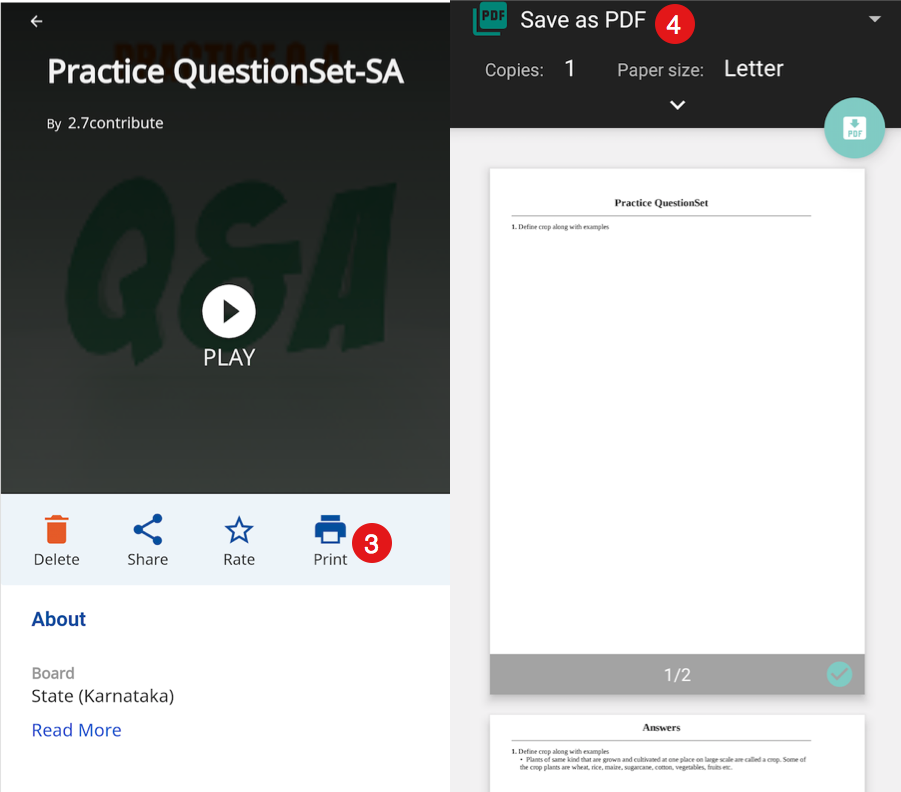 PRACTICE Q A
Practice QuestionSet-SA
By 2.7contribute
Q&A
PLAY
Delete Share Rate Print 3
About
Board
State (Karnataka)
Read More
PDF Save as PDF 4
Copies: 1 Paper size: Letter
PDF
Practice QuestionSet
1. Define crop along with examples
1/2
Answers
1. Define crop along with examples
• Plants of same kind that are grown and cultivated at one place on large scale are called a crop. Some of
the crop plants are wheat, rice, maize, sugarcane, cotton, vegetables, fruits etc.